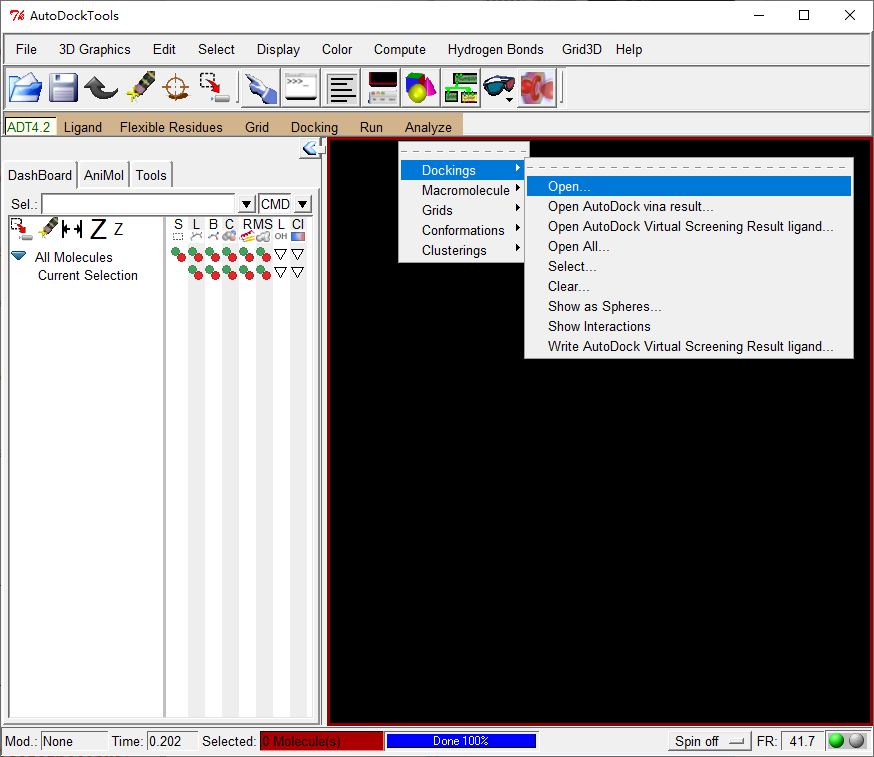 AutoDockTools
File 3D Graphics Edit Select Display Color Compute Hydrogen Bonds Grid3D Help
ADT4.2 Ligand Flexible Residues Grid Docking Run Analyze
DashBoard AniMol Tools
Sel.: CMD
Z Z
S L B C R MS L Cl
OH
All Molecules
Current Selection
Dockings
Macromolecule
Grids
Conformations
Clusterings
Open...
Open AutoDock vina result...
Open AutoDock Virtual Screening Result ligand...
Open All...
Select...
Clear...
Show as Spheres...
Show Interactions
Write AutoDock Virtual Screening Result ligand...
Mod.: None Time: 0.202 Selected: 0 Molecule(s) Done 100% Spin off FR: 41.7